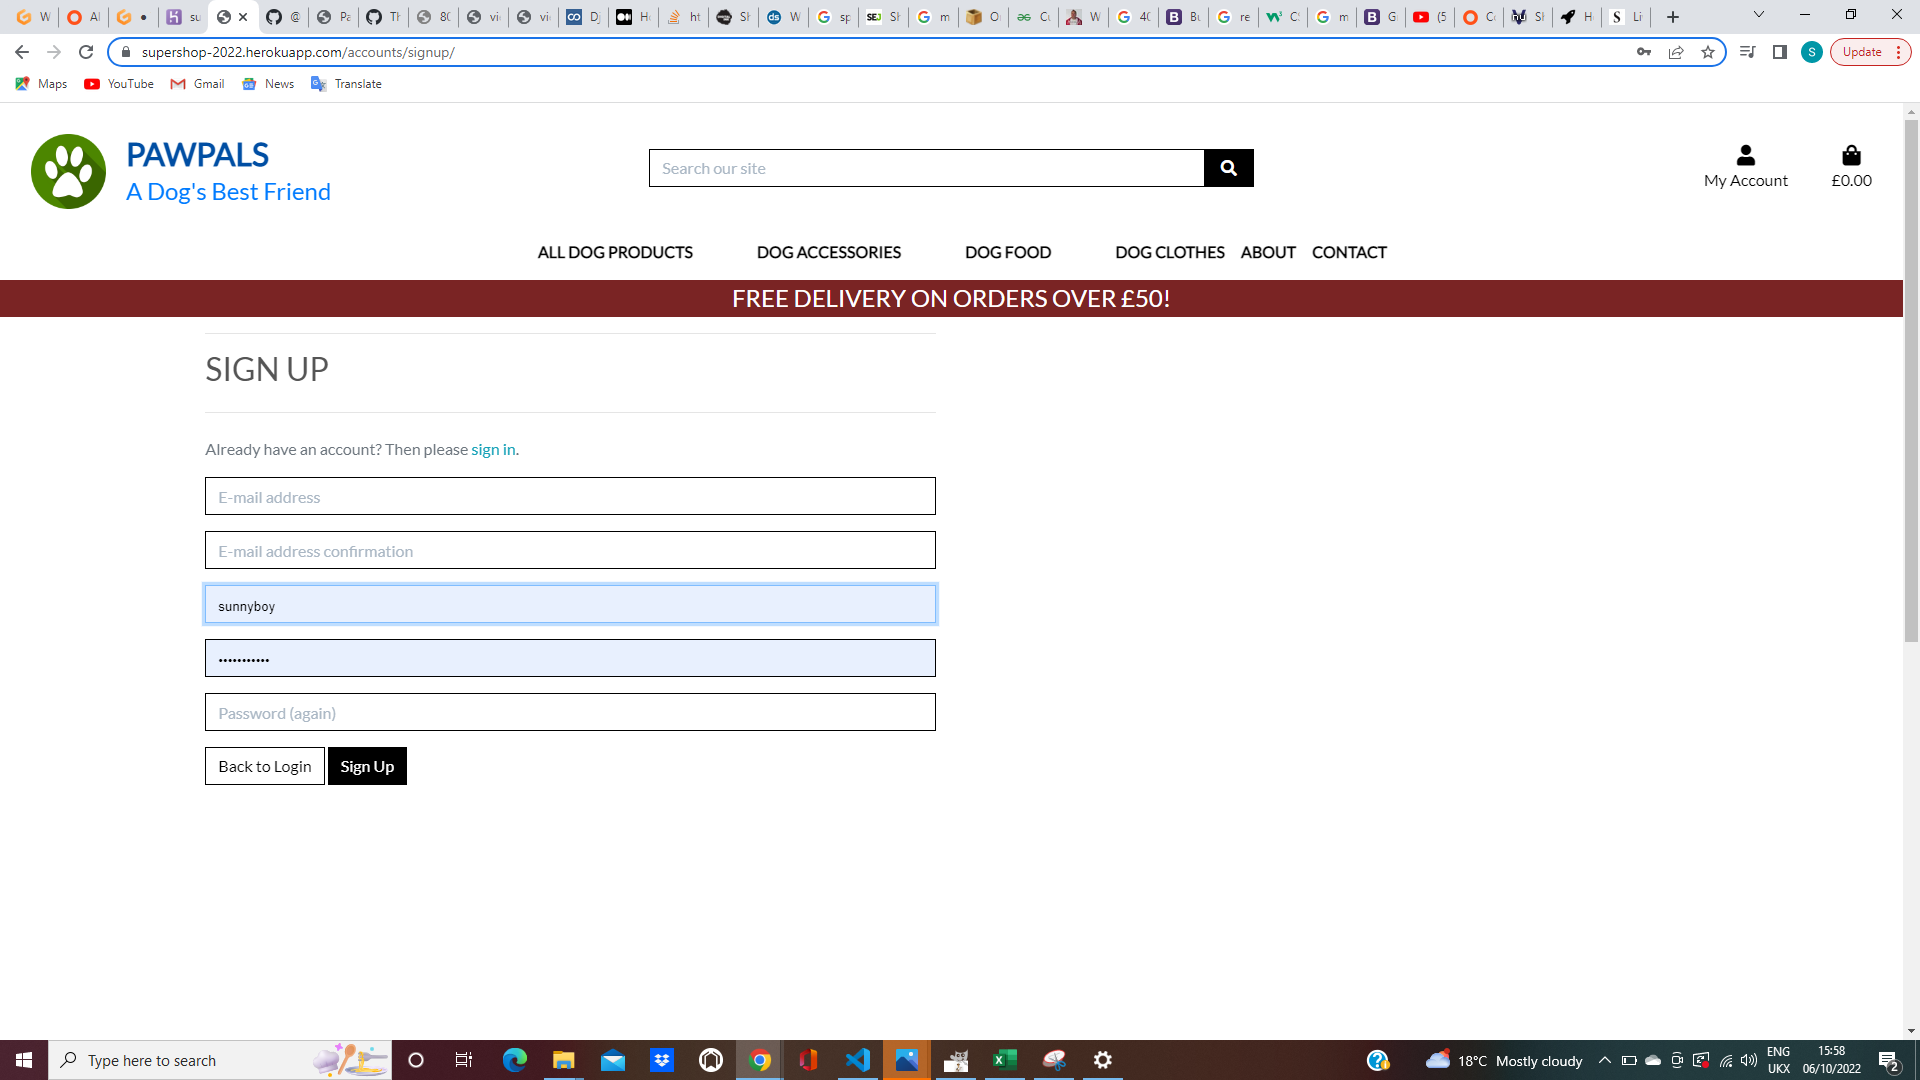 supershop-2022.herokuapp.com/accounts/signup/
S
Update
Maps YouTube Gmail News Translate
PAWPALS
A Dog's Best Friend
Search our site
My Account
£0.00
ALL DOG PRODUCTS DOG ACCESSORIES DOG FOOD DOG CLOTHES ABOUT CONTACT
FREE DELIVERY ON ORDERS OVER £50!
SIGN UP
Already have an account? Then please sign in.
E-mail address
E-mail address confirmation
sunnyboy
Password (again)
Back to Login Sign Up
Type here to search
18°C Mostly cloudy
ENG
UKX
15:58
06/10/2022
2